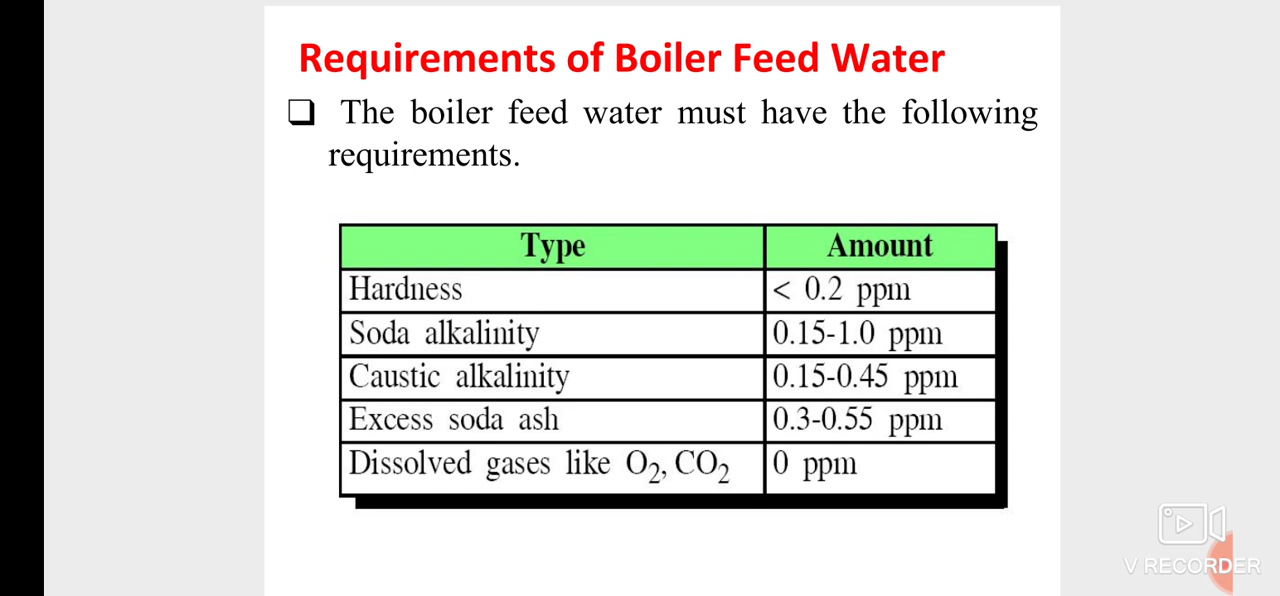 Requirements of Boiler Feed Water
❑ The boiler feed water must have the following
requirements.
Type Amount
Hardness < 0.2 ppm
Soda alkalinity 0.15-1.0 ppm
Caustic alkalinity 0.15-0.45 ppm
Excess soda ash 0.3-0.55 ppm
Dissolved gases like O₂, CO₂ 0 ppm
V RECORDER